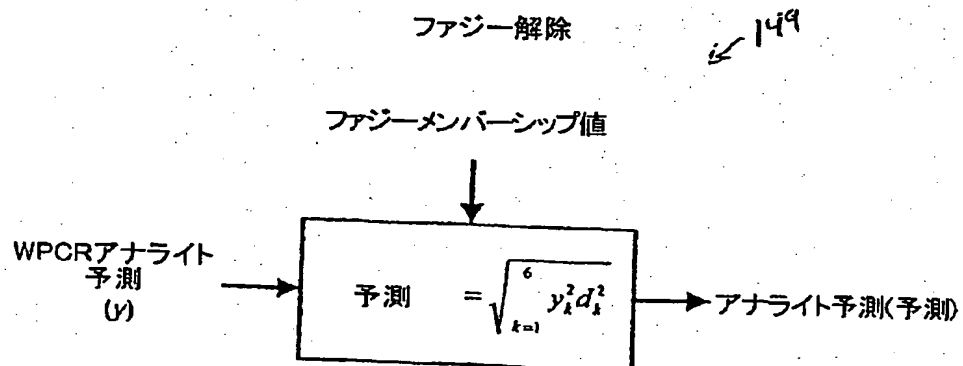 ファジー解除
149
ファジーメンバーシップ値
WPCRアナライト
予測
(y)
予測 = √ 6 k=1 y_k^2 d_k^2
アナライト予測(予測)